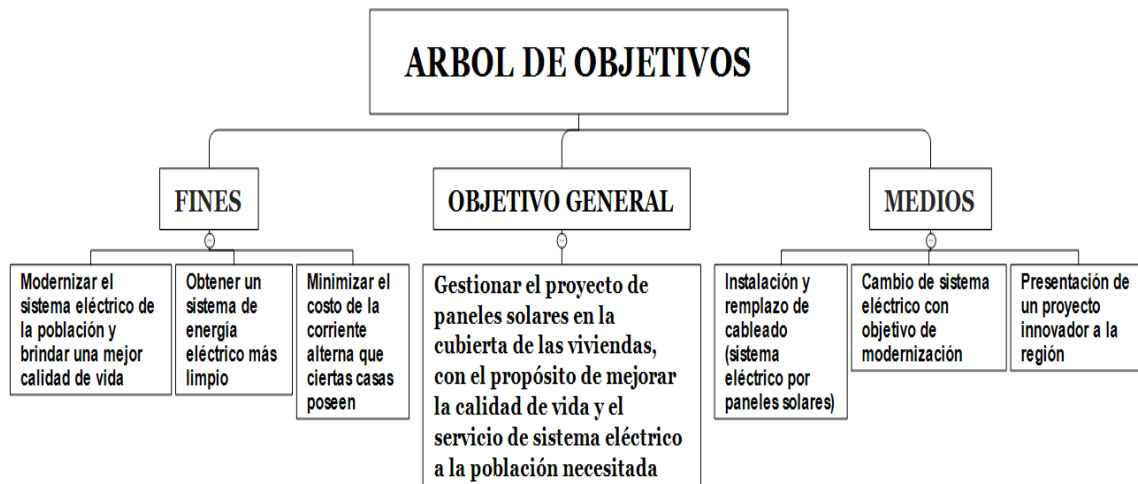 ARBOL DE OBJETIVOS
FINES
OBJETIVO GENERAL
MEDIOS
Modernizar el
sistema eléctrico de
la población y
brindar una mejor
calidad de vida
Obtener un
sistema de
energía
eléctrico más
limpio
Minimizar el
costo de la
corriente
alterna que
ciertas casas
poseen
Gestionar el proyecto de
paneles solares en la
cubierta de las viviendas,
con el propósito de mejorar
la calidad de vida y el
servicio de sistema eléctrico
a la población necesitada
Instalación y
remplazo de
cableado
(sistema
eléctrico por
paneles solares)
Cambio de sistema
eléctrico con
objetivo de
modernización
Presentación de
un proyecto
innovador a la
región